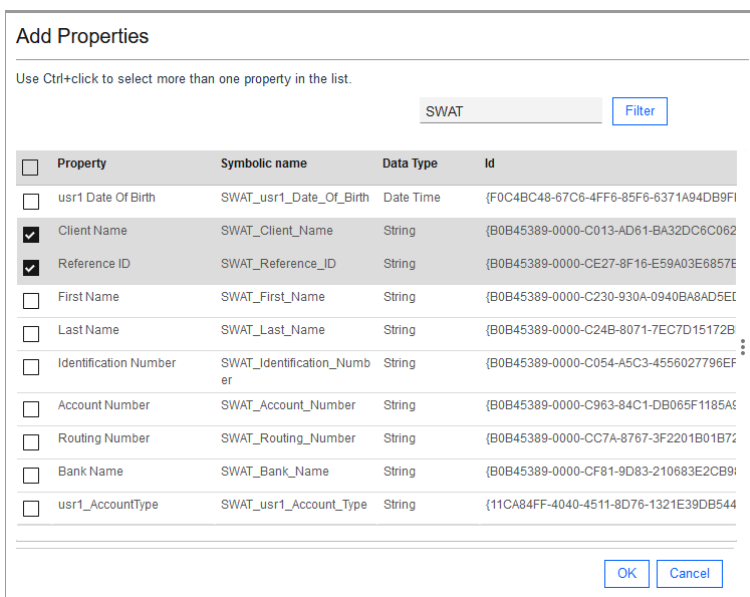 Add Properties
Use Ctrl+click to select more than one property in the list.
SWAT Filter
Property Symbolic name Data Type Id
usr1 Date Of Birth SWAT_usr1_Date_Of_Birth Date Time {F0C4BC48-67C6-4FF6-85F6-6371A94DB9F
Client Name SWAT_Client_Name String {B0B45389-0000-C013-AD61-BA32DC6C062
Reference ID SWAT_Reference_ID String {B0B45389-0000-CE27-8F16-E59A03E6857E
First Name SWAT_First_Name String {B0B45389-0000-C230-930A-0940BA8AD5ED
Last Name SWAT_Last_Name String {B0B45389-0000-C24B-8071-7EC7D15172B
Identification Number SWAT_Identification_Numb String {B0B45389-0000-C054-A5C3-4556027796EF
er
Account Number SWAT_Account_Number String {B0B45389-0000-C963-84C1-DB065F1185A9
Routing Number SWAT_Routing_Number String {B0B45389-0000-CC7A-8767-3F2201B01B72
Bank Name SWAT_Bank_Name String {B0B45389-0000-CF81-9D83-210683E2CB98
usr1_AccountType SWAT_usr1_Account_Type String {11CA84FF-4040-4511-8D76-1321E39DB544
OK Cancel